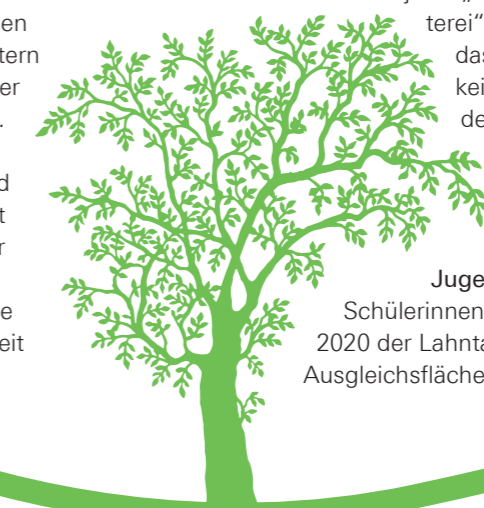 en
tern
er
.
d
t
r
e
eit
terei“
das
kei
de
Juge
Schülerinnen
2020 der Lahnta
Ausgleichsfläche